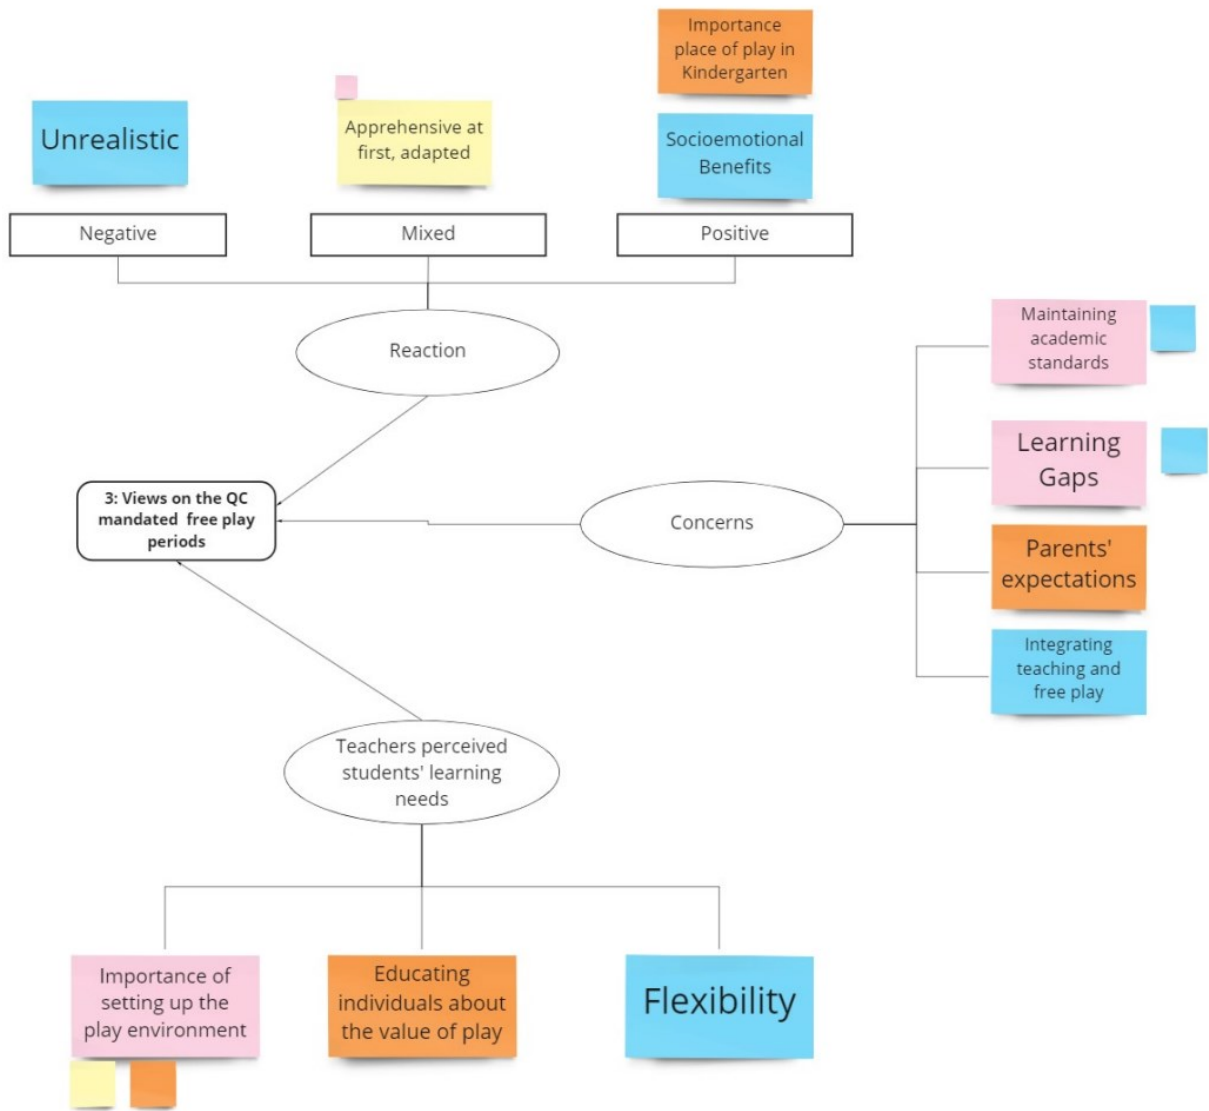 Importance
place of play in
Kindergarten
Unrealistic
Apprehensive at
first, adapted
Socioemotional
Benefits
Negative
Mixed
Positive
Reaction
Maintaining
academic
standards
Learning
Gaps
3: Views on the QC
mandated free play
periods
Concerns
Parents'
expectations
Integrating
teaching and
free play
Teachers perceived
students' learning
needs
Importance of
setting up the
play environment
Educating
individuals about
the value of play
Flexibility